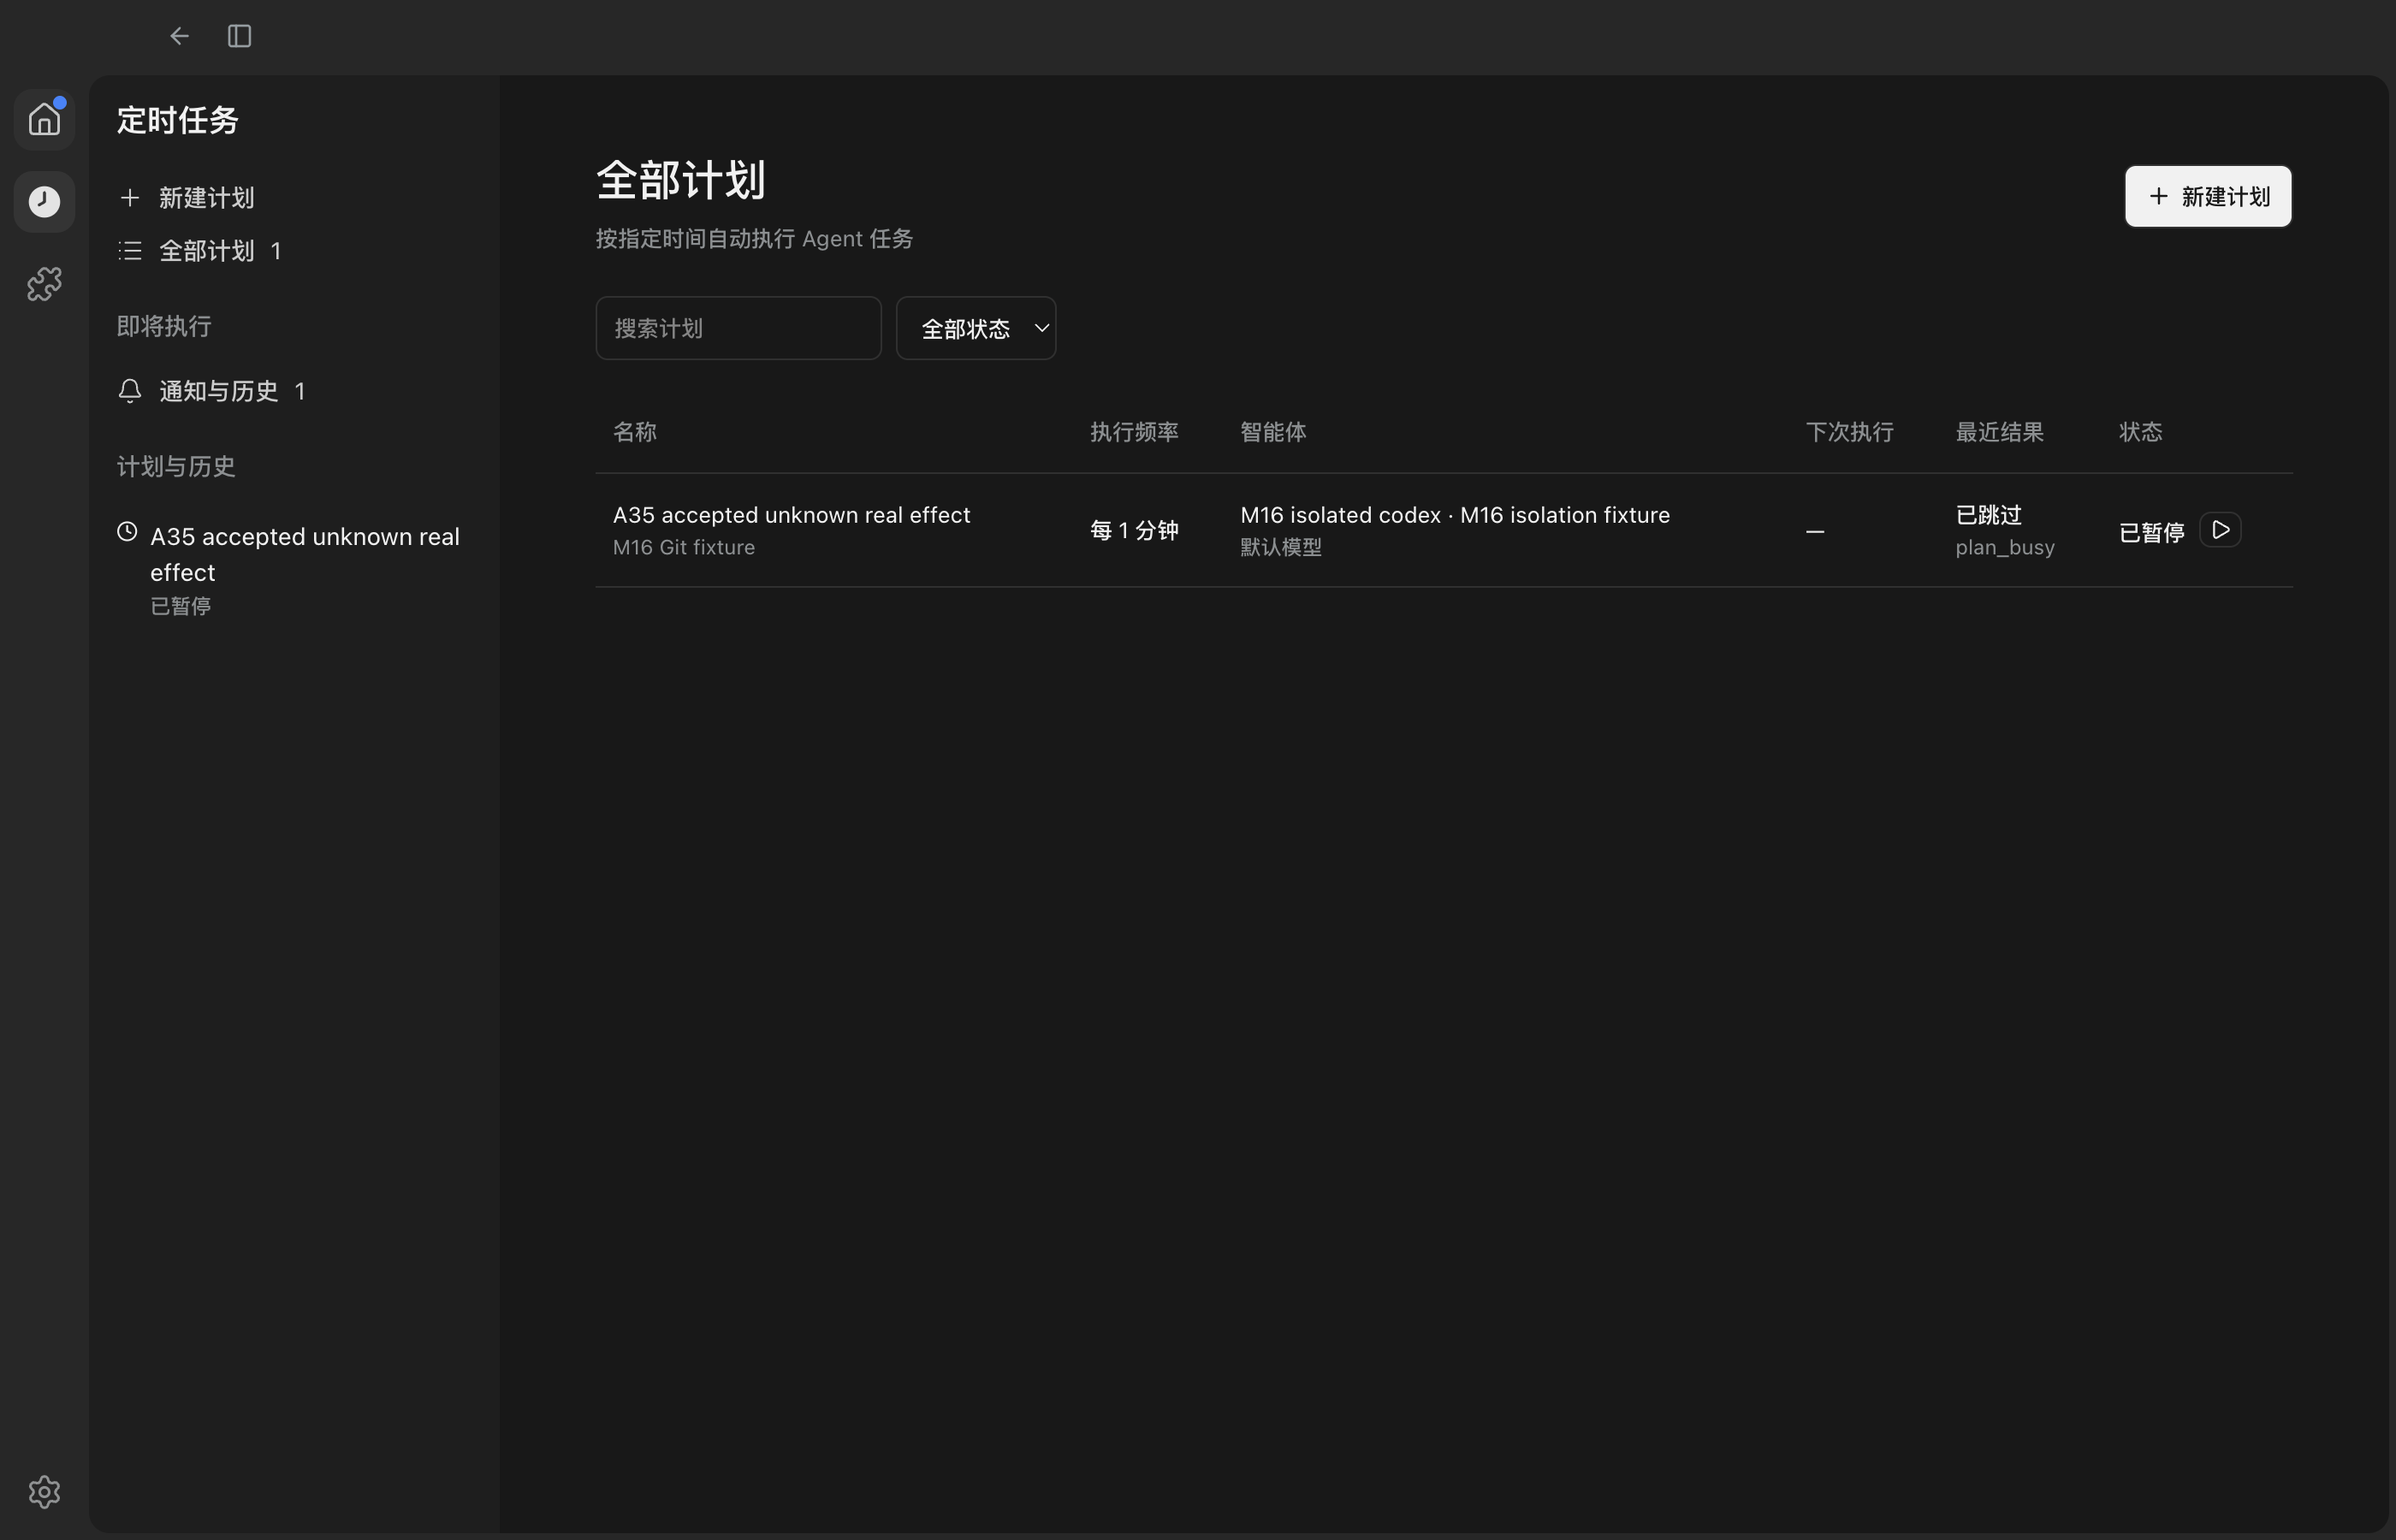 定时任务
新建计划
全部计划 1
即将执行
通知与历史 1
计划与历史
A35 accepted unknown real
effect
已暂停
全部计划
按指定时间自动执行 Agent 任务
新建计划
搜索计划
全部状态
名称 执行频率 智能体 下次执行 最近结果 状态
A35 accepted unknown real effect
M16 Git fixture
每 1 分钟
M16 isolated codex · M16 isolation fixture
默认模型
—
已跳过
plan_busy
已暂停